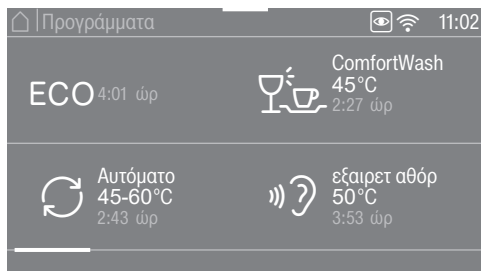 Προγράμματα 11:02
ECO 4:01 ώρ
ComfortWash
45°C
2:27 ώρ
Αυτόματο
45-60°C
2:43 ώρ
εξαιρετ αθόρ
50°C
3:53 ώρ